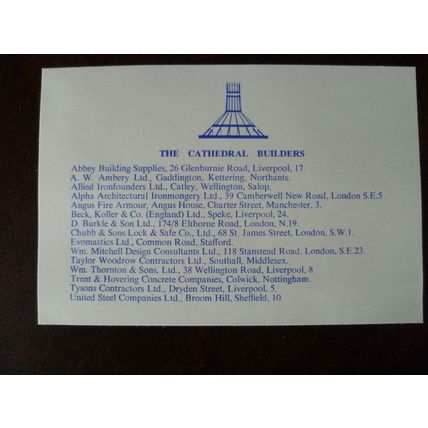 THE CATHEDRAL BUILDERS
Abbey Building Supplies, 26 Glenburnie Road, Liverpool, 17.
A. W. Ambery Ltd., Gaddington, Kettering, Northants.
Allied Ironfounders Ltd., Catley, Wellington, Salop.
Alpha Architectural Ironmongery Ltd., 39 Camberwell New Road, London S.E.5
Angus Fire Armour, Angus House, Charter Street, Manchester, 3.
Beck, Koller & Co. (England) Ltd., Speke, Liverpool, 24.
D. Burkle & Son Ltd., 174/8 Elthorne Road, London, N.19.
Chubb & Sons Lock & Safe Co., Ltd., 68 St. James Street, London, S.W.1.
Evomastics Ltd., Common Road, Stafford.
Wm. Mitchell Design Consultants Ltd., 118 Stanstead Road. London, S.E.23.
Taylor Woodrow Contractors Ltd., Southall, Middlesex.
Wm. Thornton & Sons, Ltd., 38 Wellington Road, Liverpool, 8.
Trent & Hovering Concrete Companies, Colwick, Nottingham.
Tysons Contractors Ltd., Dryden Street, Liverpool, 5.
United Steel Companies Ltd., Broom Hill, Sheffield, 10.